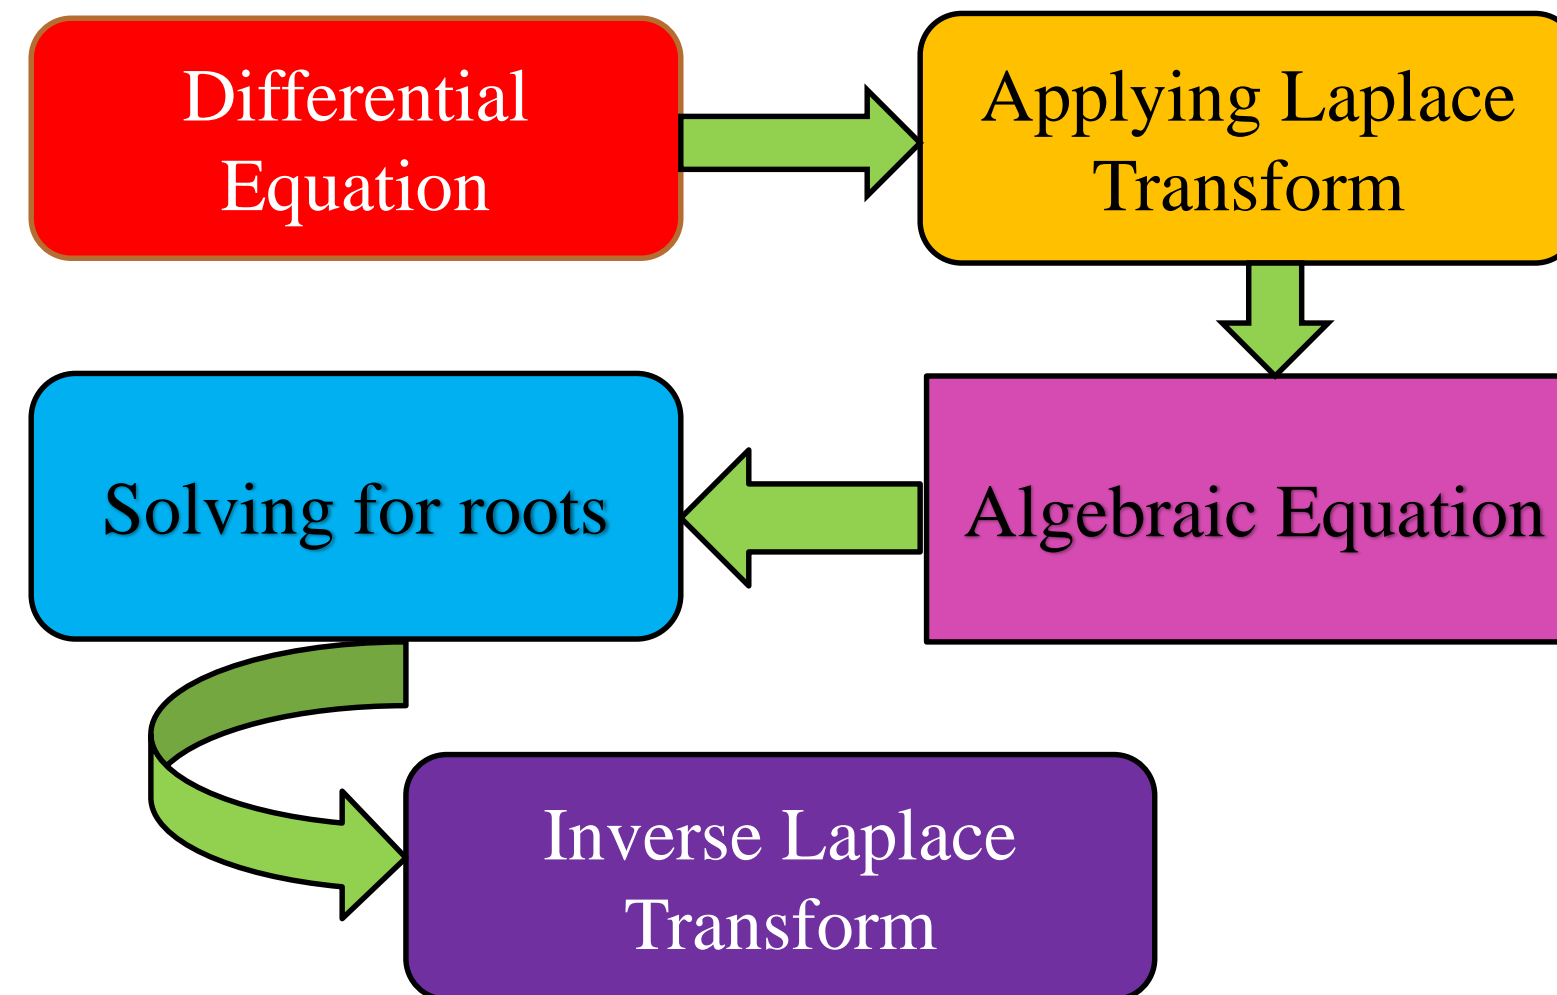 Differential
Equation
Applying Laplace
Transform
Solving for roots
Algebraic Equation
Inverse Laplace
Transform